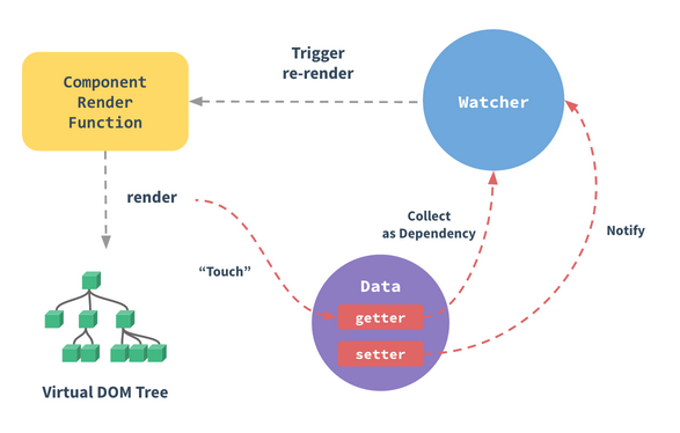 Trigger
re-render
Component
Render
Function
Watcher
render
Collect
as Dependency
Notify
“Touch”
Data
getter
setter
Virtual DOM Tree